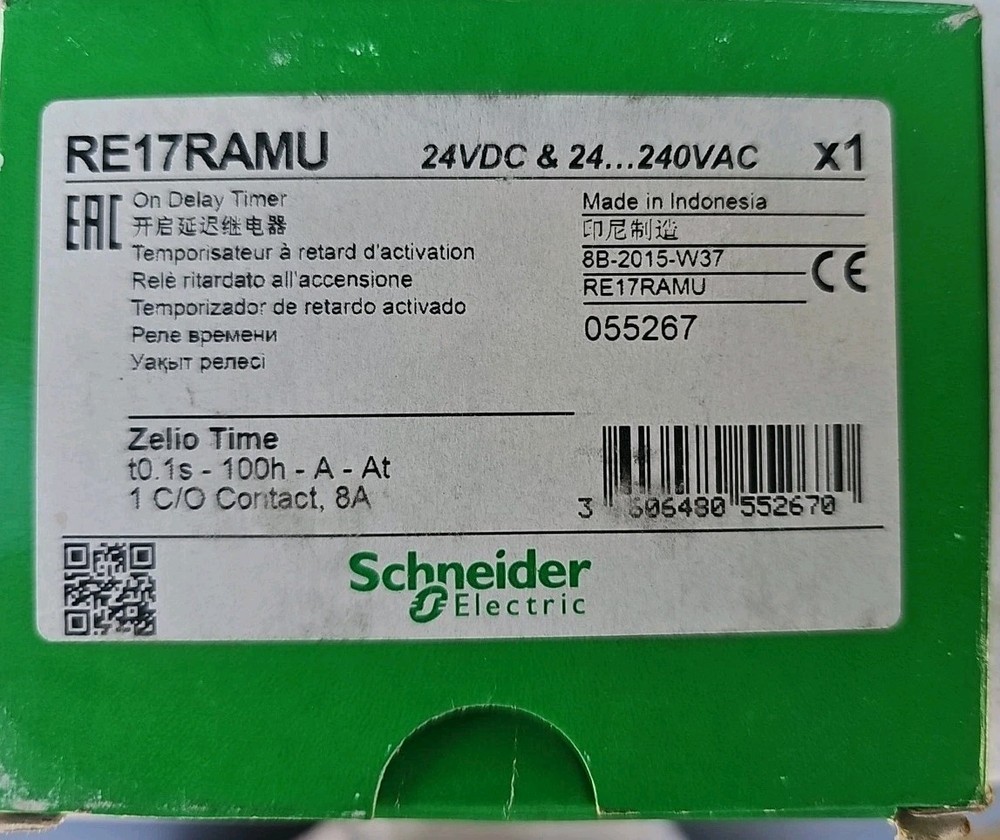 RE17RAMU 24VDC & 24...240VAC x1
EAC
On Delay Timer
开启延迟继电器
Temporisateur à retard d'activation
Relè ritardato all'accensione
Temporizador de retardo activado
Реле времени
Уақыт релесі
Made in Indonesia
印尼制造
8B-2015-W37
RE17RAMU
CE
055267
Zelio Time
t0.1s - 100h - A - At
1 C/O Contact, 8A
3 606480 552670
Schneider
Electric